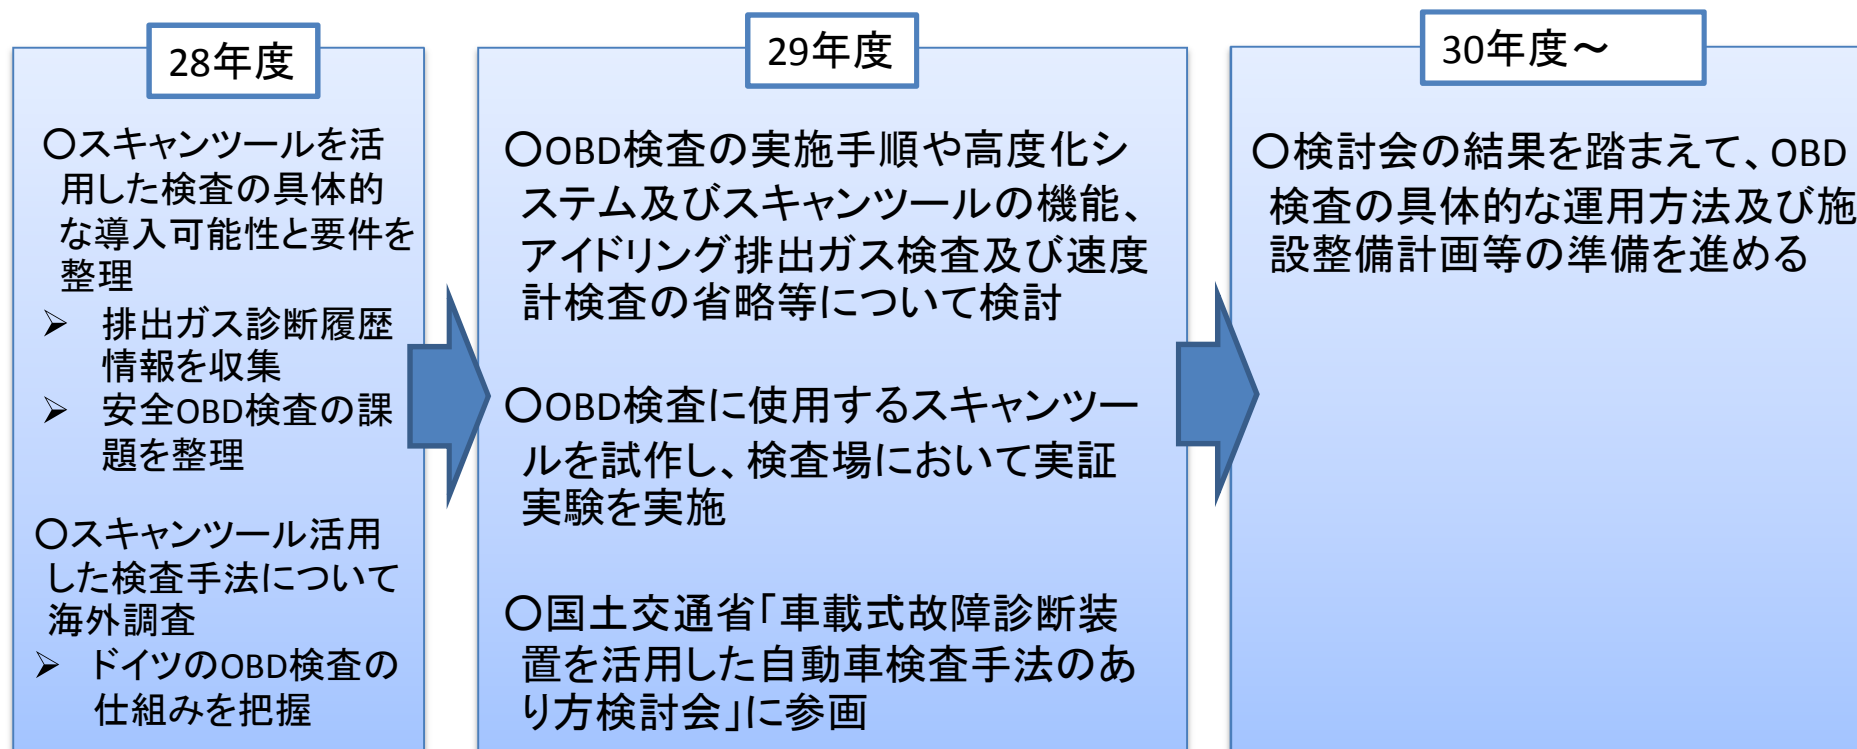 28年度
〇スキャンツールを活
用した検査の具体的
な導入可能性と要件を
整理
➢ 排出ガス診断履歴
情報を収集
➢ 安全OBD検査の課
題を整理
〇スキャンツール活用
した検査手法について
海外調査
➢ ドイツのOBD検査の
仕組みを把握
29年度
〇OBD検査の実施手順や高度化シ
ステム及びスキャンツールの機能、
アイドリング排出ガス検査及び速度
計検査の省略等について検討
〇OBD検査に使用するスキャンツー
ルを試作し、検査場において実証
実験を実施
〇国土交通省「車載式故障診断装
置を活用した自動車検査手法のあ
り方検討会」に参画
30年度～
〇検討会の結果を踏まえて、OBD
検査の具体的な運用方法及び施
設整備計画等の準備を進める